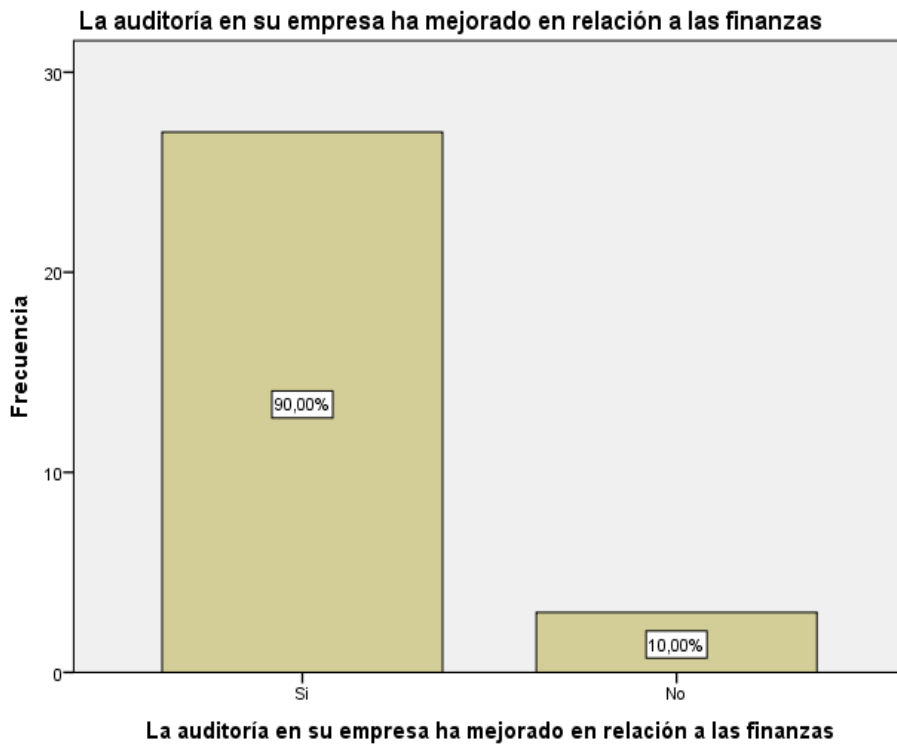 La auditoría en su empresa ha mejorado en relación a las finanzas
30
20
10
0
Frecuencia
90,00%
10,00%
Si
No
La auditoría en su empresa ha mejorado en relación a las finanzas